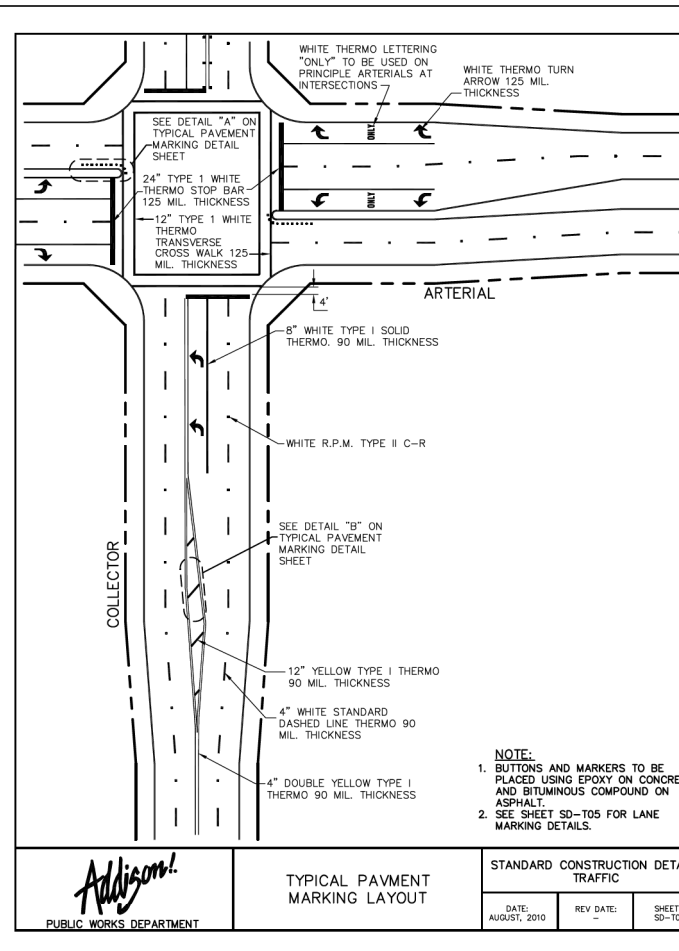 WHITE THERMO LETTERING
"ONLY" TO BE USED ON
PRINCIPLE ARTERIALS AT
INTERSECTIONS
WHITE THERMO TURN
ARROW 125 MIL.
THICKNESS
SEE DETAIL "A" ON
TYPICAL PAVEMENT
MARKING DETAIL
SHEET
ONLY
ONLY
24" TYPE 1 WHITE
THERMO STOP BAR
125 MIL. THICKNESS
12" TYPE 1 WHITE
THERMO
TRANSVERSE
CROSS WALK 125
MIL. THICKNESS
ARTERIAL
4'
8" WHITE TYPE I SOLID
THERMO. 90 MIL. THICKNESS
WHITE R.P.M. TYPE II C-R
SEE DETAIL "B" ON
TYPICAL PAVEMENT
MARKING DETAIL
SHEET
COLLECTOR
12" YELLOW TYPE I THERMO
90 MIL. THICKNESS
4" WHITE STANDARD
DASHED LINE THERMO 90
MIL. THICKNESS
4" DOUBLE YELLOW TYPE I
THERMO 90 MIL. THICKNESS
NOTE:
1. BUTTONS AND MARKERS TO BE
PLACED USING EPOXY ON CONCRE
AND BITUMINOUS COMPOUND ON
ASPHALT.
2. SEE SHEET SD-T05 FOR LANE
MARKING DETAILS.
Addison!
PUBLIC WORKS DEPARTMENT
TYPICAL PAVMENT
MARKING LAYOUT
STANDARD CONSTRUCTION DETA
TRAFFIC
DATE:
AUGUST, 2010
REV DATE:
-
SHEET
SD-T0